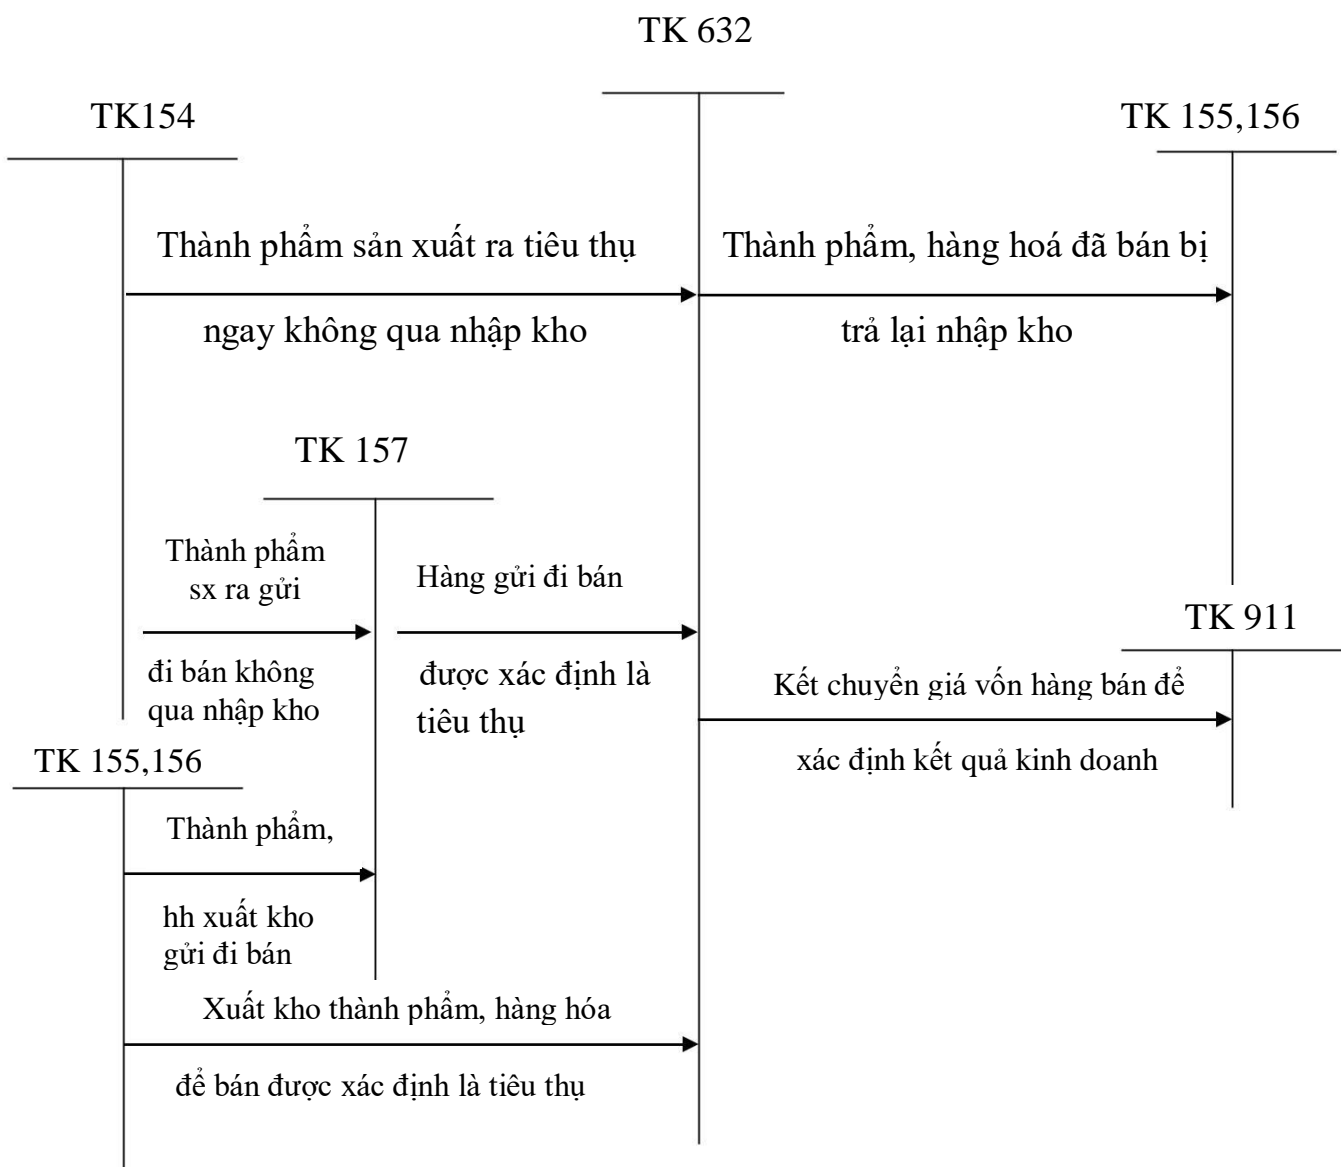 TK 632
TK154
TK 155,156
Thành phẩm sản xuất ra tiêu thụ
Thành phẩm, hàng hoá đã bán bị
ngay không qua nhập kho
trả lại nhập kho
TK 157
Thành phẩm
sx ra gửi
Hàng gửi đi bán
đi bán không
qua nhập kho
được xác định là
tiêu thụ
TK 911
Kết chuyển giá vốn hàng bán để
xác định kết quả kinh doanh
TK 155,156
Thành phẩm,
hh xuất kho
gửi đi bán
Xuất kho thành phẩm, hàng hóa
để bán được xác định là tiêu thụ